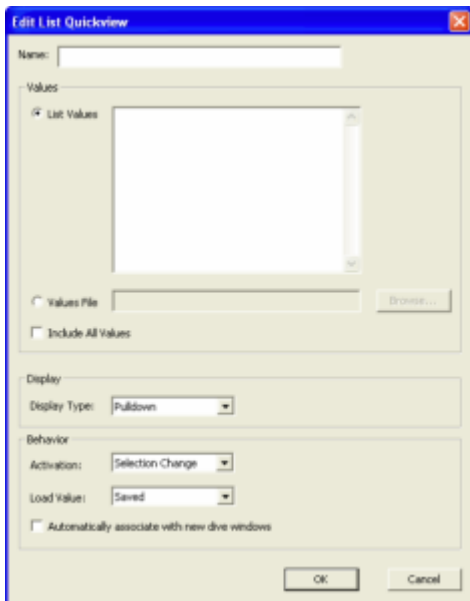 Edit List Quickview
Name:
Values
List Values
Values File
Browse...
Include All Values
Display
Display Type: Pulldown
Behavior
Activation: Selection Change
Load Value: Saved
Automatically associate with new dive windows
OK Cancel